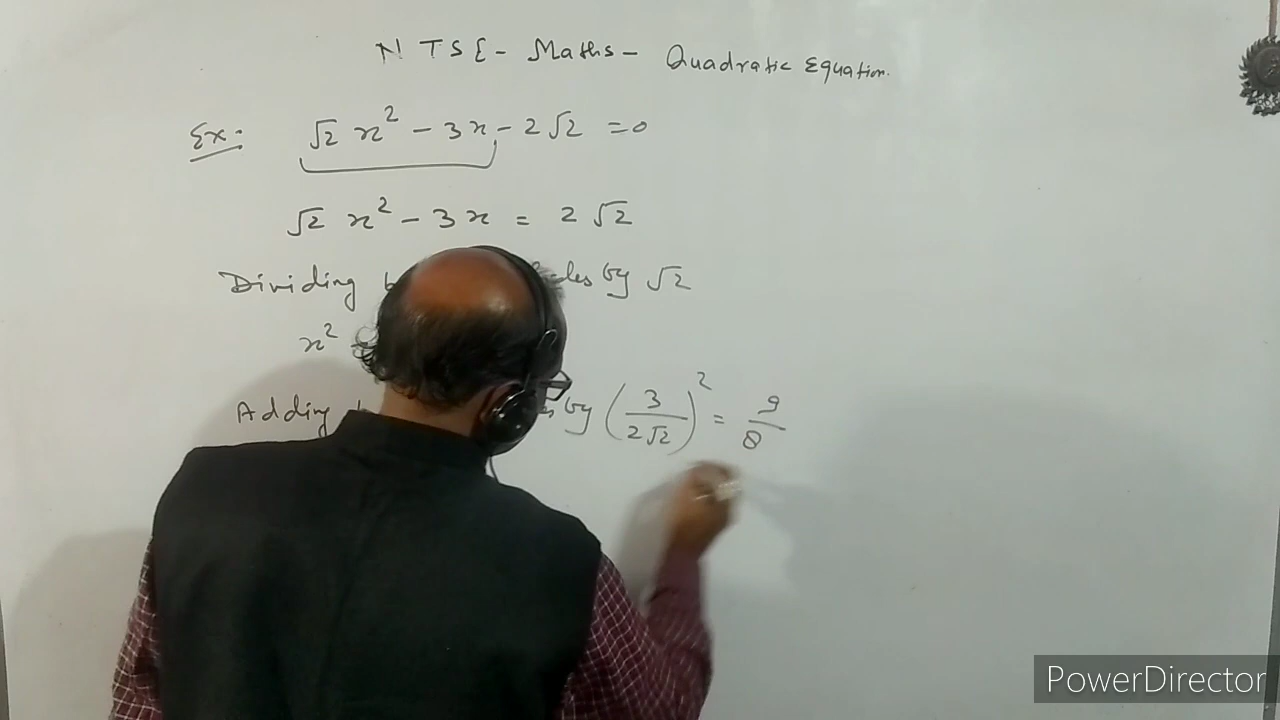 NTSE - Maths - Quadratic Equation.
Ex: √2 x² - 3x - 2√2 = 0
√2 x² - 3x = 2√2
Dividing by √2
x²
Adding by (3/2√2)² = 9/8
PowerDirector